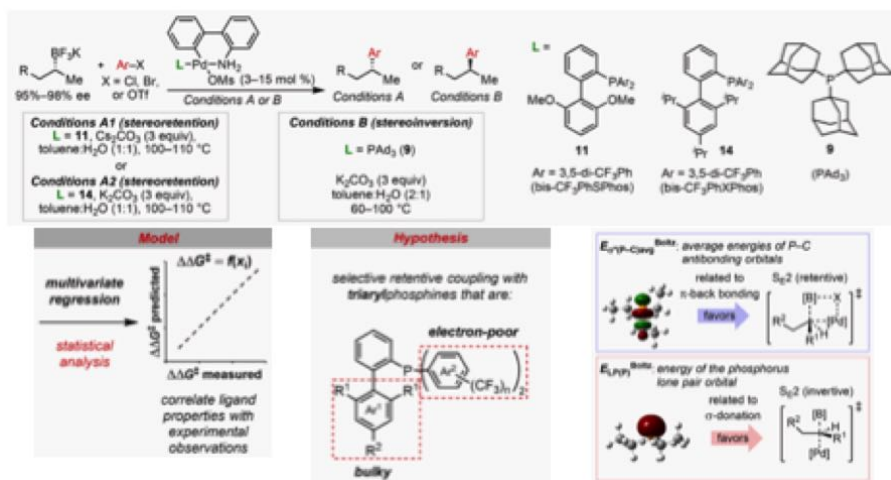 BF₃K
R
Me
95%–98% ee
+
Ar–X
X = Cl, Br,
or OTf
L
Pd
NH₂
OMs (3–15 mol %)
Conditions A or B
Ar
R
Me
Conditions A
or
Ar
R
Me
Conditions B
Conditions A1 (stereoretention)
L = 11, Cs₂CO₃ (3 equiv),
toluene:H₂O (1:1), 100–110 °C
or
Conditions A2 (stereoretention)
L = 14, K₂CO₃ (3 equiv),
toluene:H₂O (1:1), 100–110 °C
Conditions B (stereoinversion)
L = PAd₃ (9)
K₂CO₃ (3 equiv)
toluene:H₂O (2:1)
60–100 °C
L =
PAr₂
MeO
OMe
11
Ar = 3,5-di-CF₃Ph
(bis-CF₃PhSPhos)
PAr₂
iPr
iPr
iPr
14
Ar = 3,5-di-CF₃Ph
(bis-CF₃PhXPhos)
P
9
(PAd₃)
Model
multivariate
regression
statistical
analysis
ΔΔG‡ = f(xᵢ)
ΔΔG‡ predicted
ΔΔG‡ measured
correlate ligand
properties with
experimental
observations
Hypothesis
selective retentive coupling with
triarylphosphines that are:
electron-poor
P
Ar²
(CF₃)n
2
R¹
R¹
Ar¹
R²
bulky
Eσ*(P–C)avg Boltz: average energies of P–C
antibonding orbitals
related to
π-back bonding
favors
SE2 (retentive)
[B]
X
[Pd]
R²
R¹
H
‡
ELP(P) Boltz: energy of the phosphorus
lone pair orbital
related to
σ-donation
favors
SE2 (invertive)
[B]
R²
H
R¹
[Pd]
‡